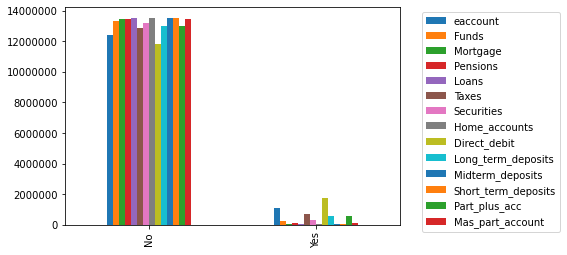 14000000
12000000
10000000
8000000
6000000
4000000
2000000
0
No
Yes
eaccount
Funds
Mortgage
Pensions
Loans
Taxes
Securities
Home_accounts
Direct_debit
Long_term_deposits
Midterm_deposits
Short_term_deposits
Part_plus_acc
Mas_part_account